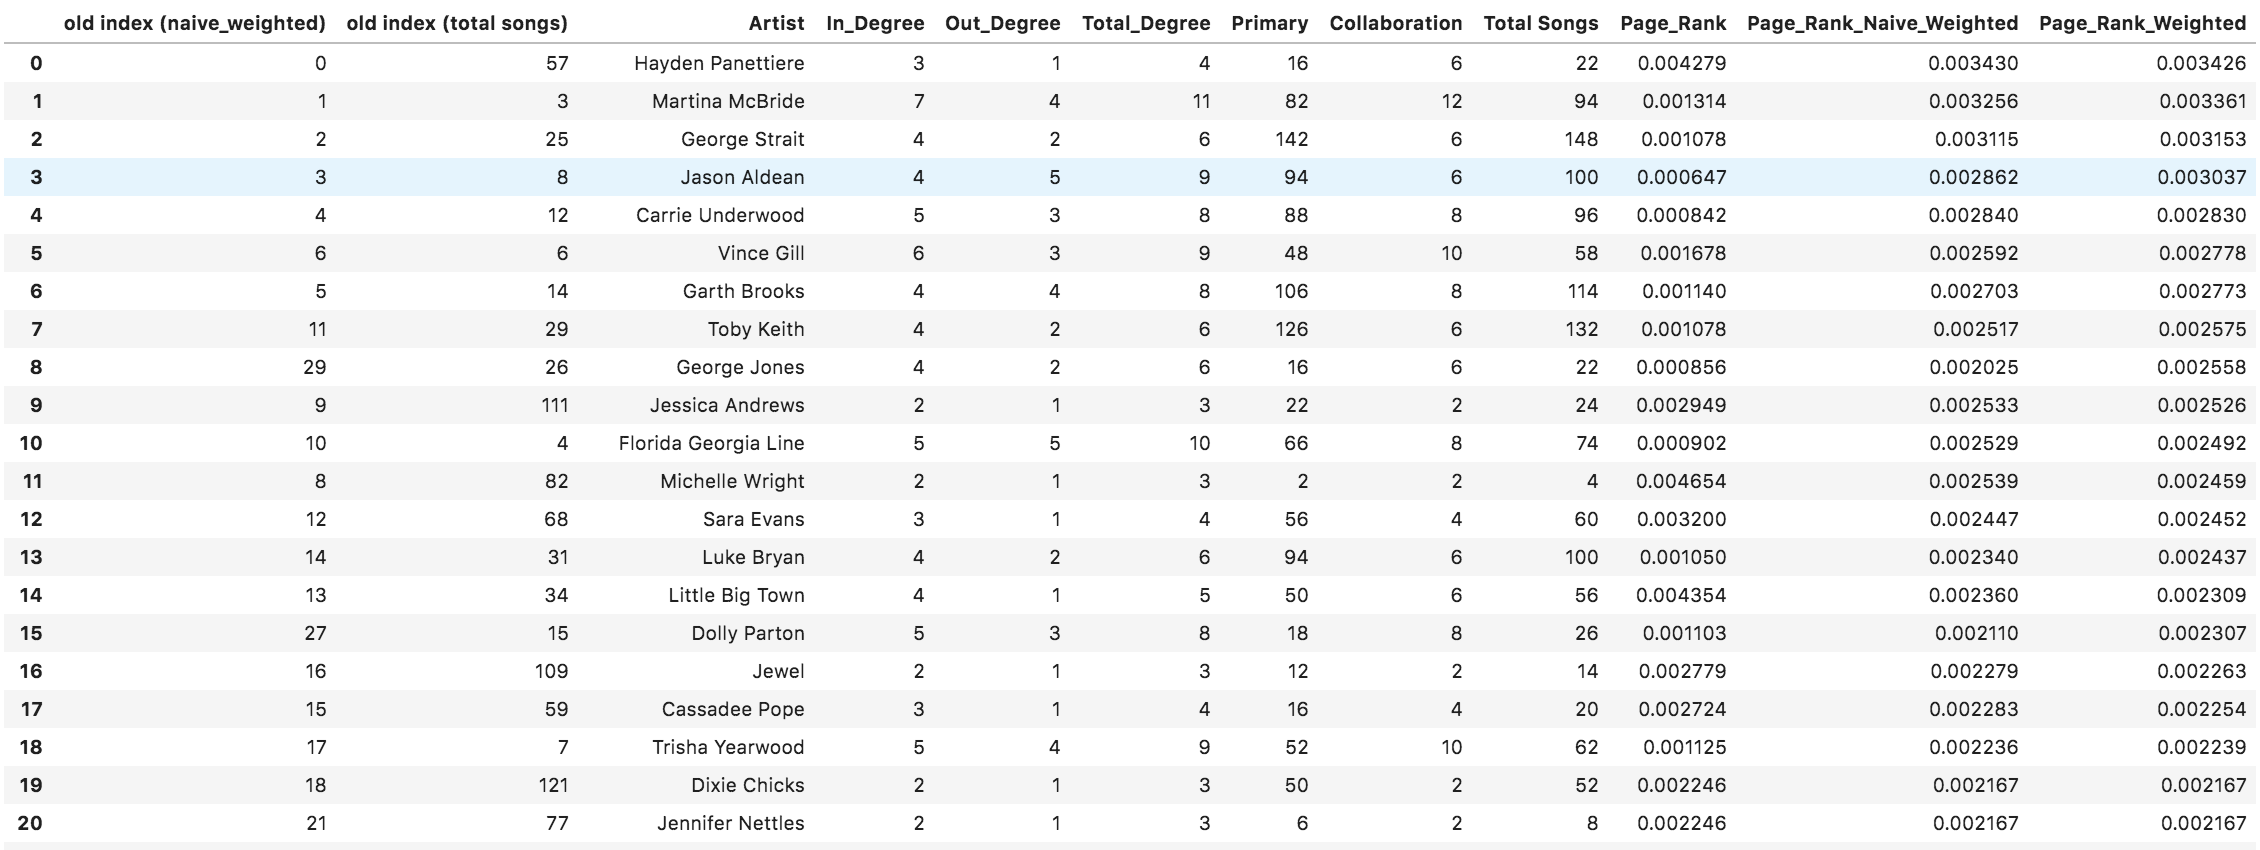 old index (naive_weighted) old index (total songs) Artist In_Degree Out_Degree Total_Degree Primary Collaboration Total Songs Page_Rank Page_Rank_Naive_Weighted Page_Rank_Weighted
0 0 57 Hayden Panettiere 3 1 4 16 6 22 0.004279 0.003430 0.003426
1 1 3 Martina McBride 7 4 11 82 12 94 0.001314 0.003256 0.003361
2 2 25 George Strait 4 2 6 142 6 148 0.001078 0.003115 0.003153
3 3 8 Jason Aldean 4 5 9 94 6 100 0.000647 0.002862 0.003037
4 4 12 Carrie Underwood 5 3 8 88 8 96 0.000842 0.002840 0.002830
5 6 6 Vince Gill 6 3 9 48 10 58 0.001678 0.002592 0.002778
6 5 14 Garth Brooks 4 4 8 106 8 114 0.001140 0.002703 0.002773
7 11 29 Toby Keith 4 2 6 126 6 132 0.001078 0.002517 0.002575
8 29 26 George Jones 4 2 6 16 6 22 0.000856 0.002025 0.002558
9 9 111 Jessica Andrews 2 1 3 22 2 24 0.002949 0.002533 0.002526
10 10 4 Florida Georgia Line 5 5 10 66 8 74 0.000902 0.002529 0.002492
11 8 82 Michelle Wright 2 1 3 2 2 4 0.004654 0.002539 0.002459
12 12 68 Sara Evans 3 1 4 56 4 60 0.003200 0.002447 0.002452
13 14 31 Luke Bryan 4 2 6 94 6 100 0.001050 0.002340 0.002437
14 13 34 Little Big Town 4 1 5 50 6 56 0.004354 0.002360 0.002309
15 27 15 Dolly Parton 5 3 8 18 8 26 0.001103 0.002110 0.002307
16 16 109 Jewel 2 1 3 12 2 14 0.002779 0.002279 0.002263
17 15 59 Cassadee Pope 3 1 4 16 4 20 0.002724 0.002283 0.002254
18 17 7 Trisha Yearwood 5 4 9 52 10 62 0.001125 0.002236 0.002239
19 18 121 Dixie Chicks 2 1 3 50 2 52 0.002246 0.002167 0.002167
20 21 77 Jennifer Nettles 2 1 3 6 2 8 0.002246 0.002167 0.002167